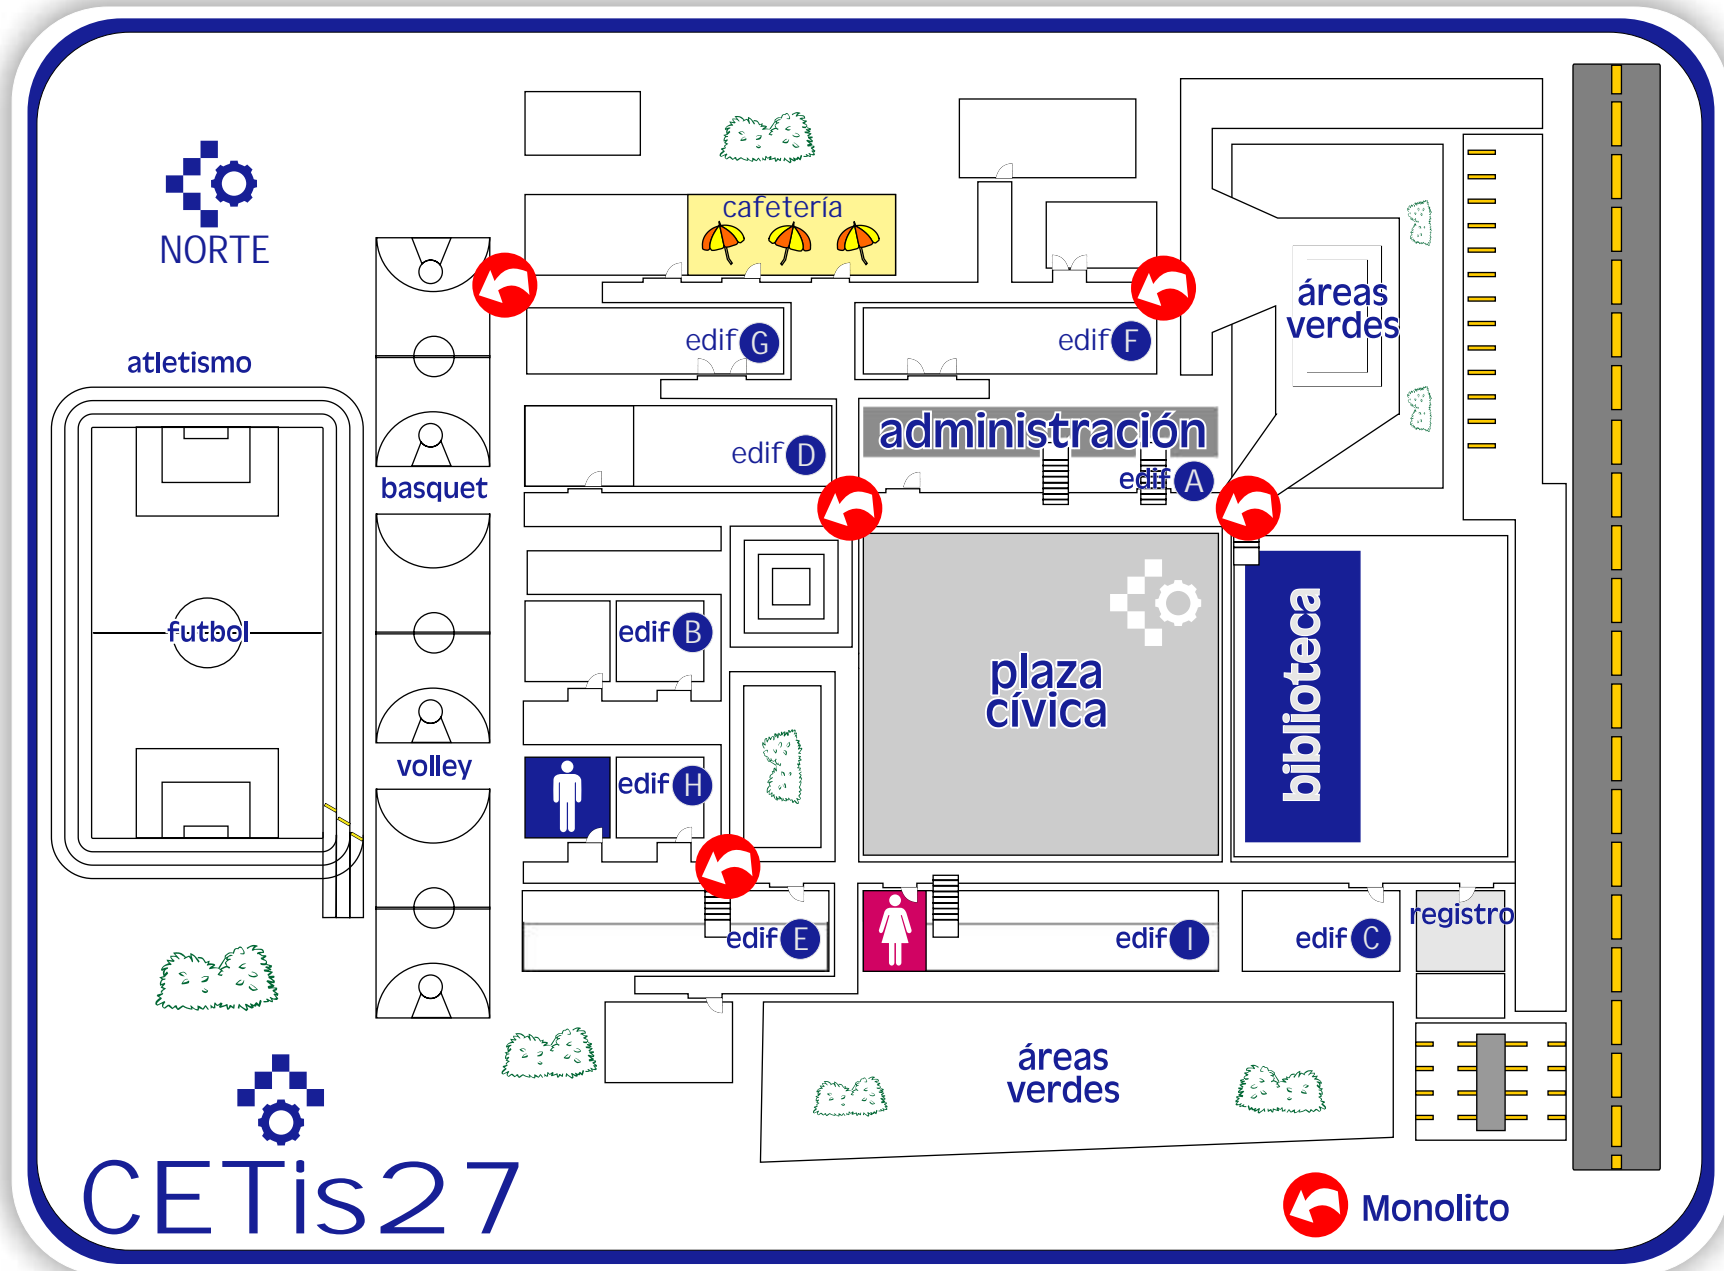 NORTE
cafetería
áreas
verdes
edif G
edif F
atletismo
administración
edif D
edif A
basquet
futbol
edif B
plaza
cívica
biblioteca
volley
edif H
registro
edif E
edif I
edif C
áreas
verdes
CETis27
Monolito